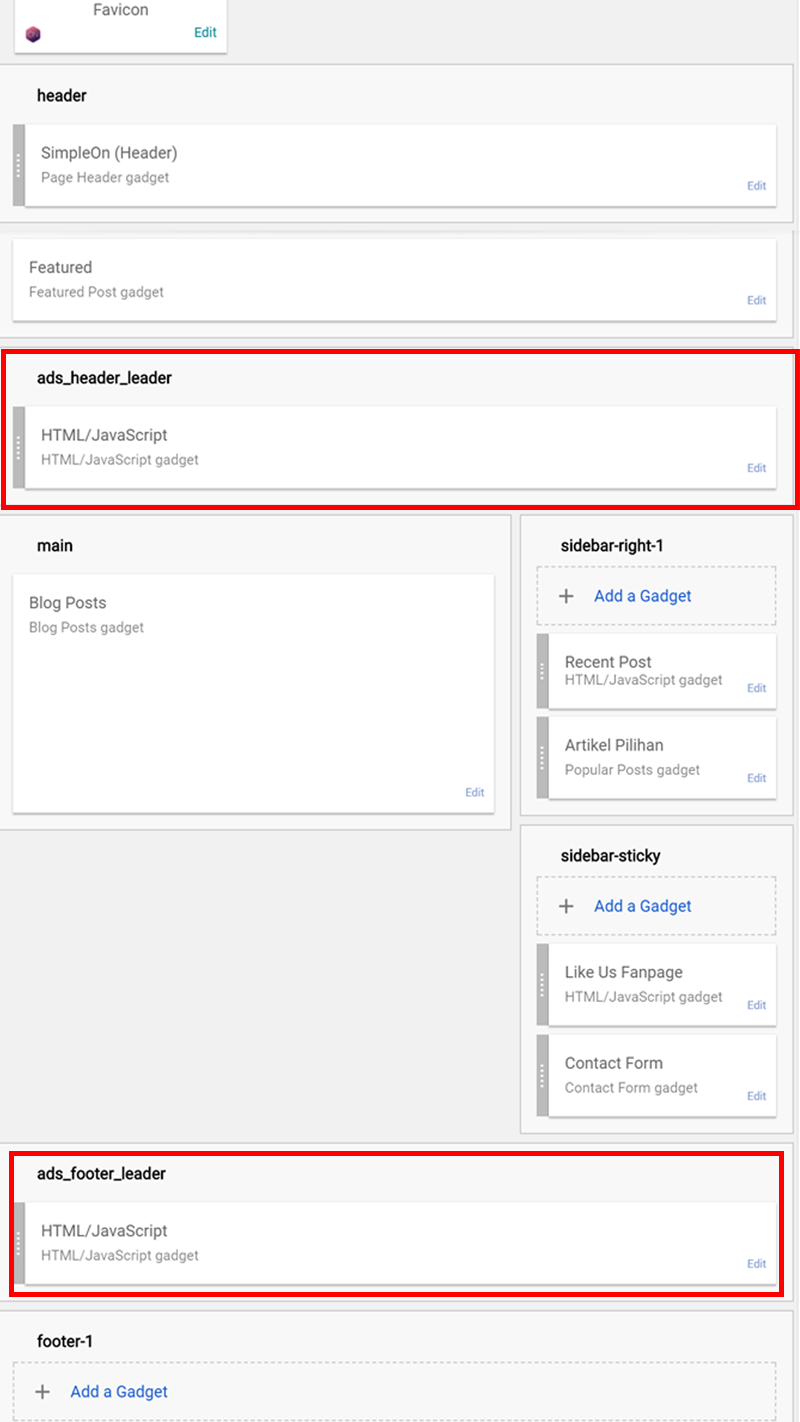 Favicon
Edit
header
SimpleOn (Header)
Page Header gadget
Edit
Featured
Featured Post gadget
Edit
ads_header_leader
HTML/JavaScript
HTML/JavaScript gadget
Edit
main
Blog Posts
Blog Posts gadget
Edit
sidebar-right-1
+ Add a Gadget
Recent Post
HTML/JavaScript gadget
Edit
Artikel Pilihan
Popular Posts gadget
Edit
sidebar-sticky
+ Add a Gadget
Like Us Fanpage
HTML/JavaScript gadget
Edit
Contact Form
Contact Form gadget
Edit
ads_footer_leader
HTML/JavaScript
HTML/JavaScript gadget
Edit
footer-1
+ Add a Gadget